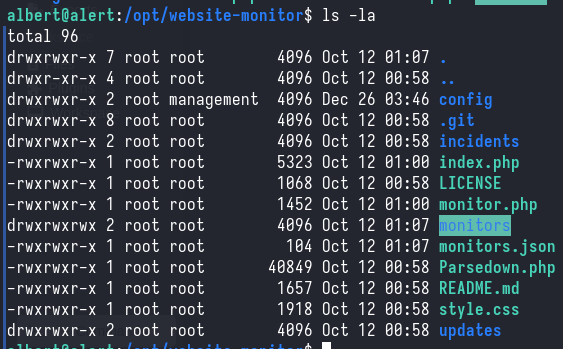 albert@alert:/opt/website-monitor$ ls -la
total 96
drwxrwxr-x 7 root root        4096 Oct 12 01:07 .
drwxr-xr-x 4 root root        4096 Oct 12 00:58 ..
drwxrwxr-x 2 root management  4096 Dec 26 03:46 config
drwxrwxr-x 8 root root        4096 Oct 12 00:58 .git
drwxrwxr-x 2 root root        4096 Oct 12 00:58 incidents
-rwxrwxr-x 1 root root        5323 Oct 12 01:00 index.php
-rwxrwxr-x 1 root root        1068 Oct 12 00:58 LICENSE
-rwxrwxr-x 1 root root        1452 Oct 12 01:00 monitor.php
drwxrwxrwx 2 root root        4096 Oct 12 01:07 monitors
-rwxrwxr-x 1 root root         104 Oct 12 01:07 monitors.json
-rwxrwxr-x 1 root root       40849 Oct 12 00:58 Parsedown.php
-rwxrwxr-x 1 root root        1657 Oct 12 00:58 README.md
-rwxrwxr-x 1 root root        1918 Oct 12 00:58 style.css
drwxrwxr-x 2 root root        4096 Oct 12 00:58 updates
albert@alert:/opt/website-monitor$